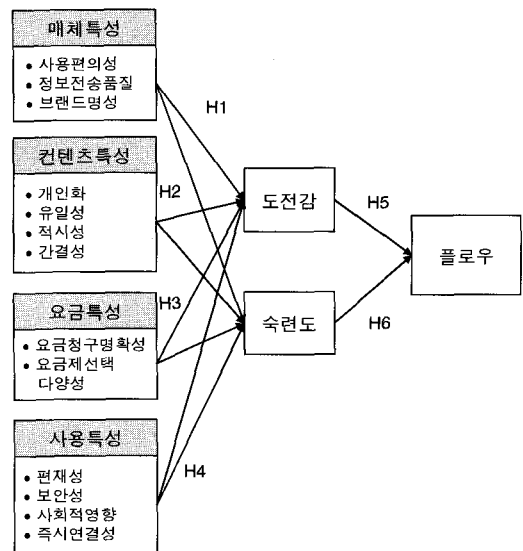 매체특성
• 사용편의성
• 정보전송품질
• 브랜드명성
H1
컨텐츠특성
• 개인화
• 유일성
• 적시성
• 간결성
H2
도전감
H5
플로우
요금특성
• 요금청구명확성
• 요금제선택
다양성
H3
숙련도
H6
사용특성
• 편재성
• 보안성
• 사회적영향
• 즉시연결성
H4